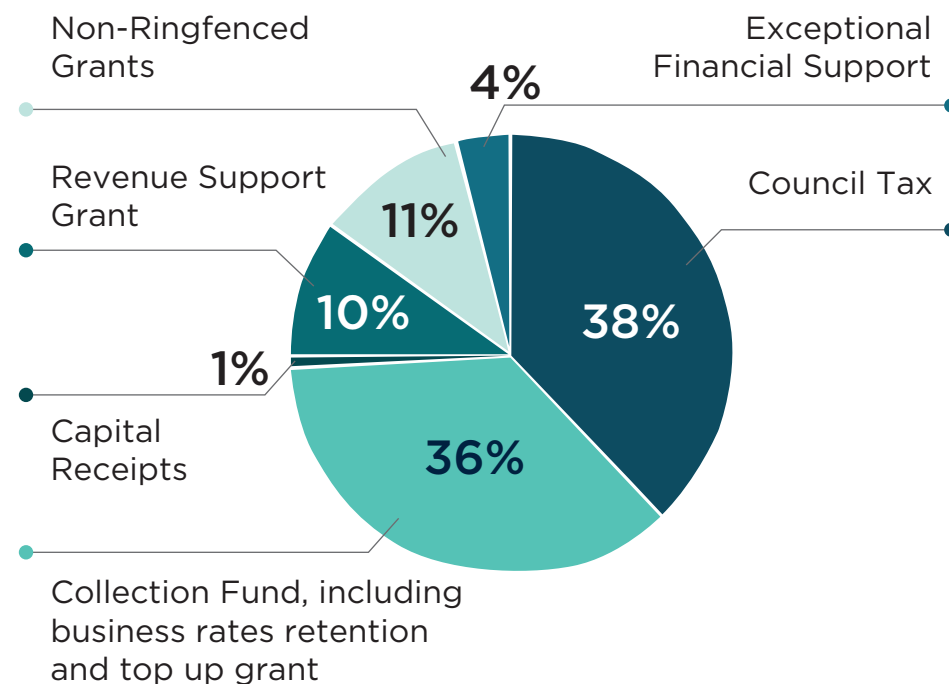 Non-Ringfenced
Grants
Exceptional
Financial Support
4%
Revenue Support
Grant
Council Tax
11%
10%
38%
1%
Capital
Receipts
36%
Collection Fund, including
business rates retention
and top up grant